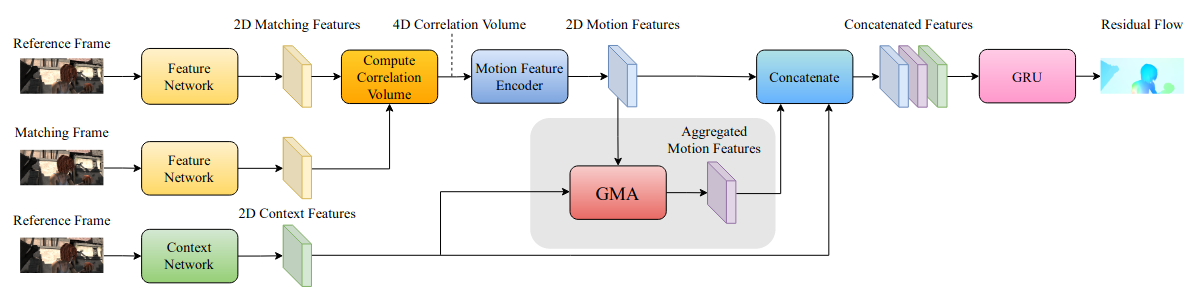 2D Matching Features
4D Correlation Volume
2D Motion Features
Concatenated Features
Residual Flow
Reference Frame
Feature
Network
Compute
Correlation
Volume
Motion Feature
Encoder
Concatenate
GRU
Matching Frame
Feature
Network
Aggregated
Motion Features
GMA
Reference Frame
2D Context Features
Context
Network